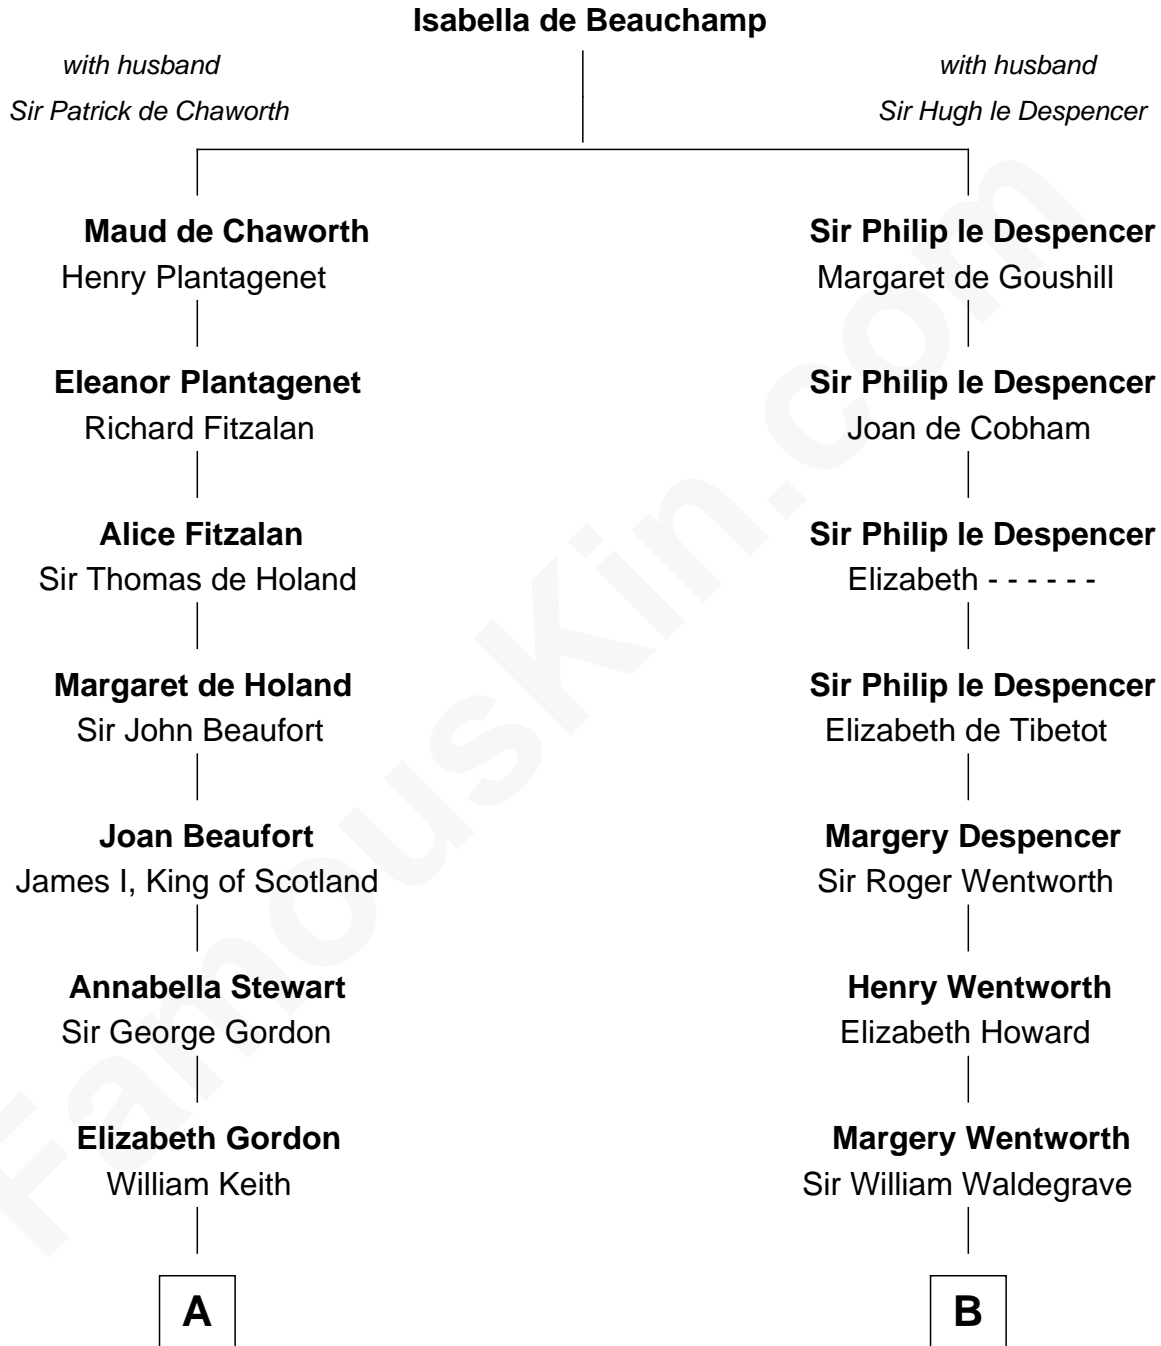 Isabella de Beauchamp
with husband
Sir Patrick de Chaworth
with husband
Sir Hugh le Despencer
Maud de Chaworth
Henry Plantagenet
Sir Philip le Despencer
Margaret de Goushill
Eleanor Plantagenet
Richard Fitzalan
Sir Philip le Despencer
Joan de Cobham
Alice Fitzalan
Sir Thomas de Holand
Sir Philip le Despencer
Elizabeth - - - - - -
Margaret de Holand
Sir John Beaufort
Sir Philip le Despencer
Elizabeth de Tibetot
Joan Beaufort
James I, King of Scotland
Margery Despencer
Sir Roger Wentworth
Annabella Stewart
Sir George Gordon
Henry Wentworth
Elizabeth Howard
Elizabeth Gordon
William Keith
Margery Wentworth
Sir William Waldegrave
A
B
FamousKin.com